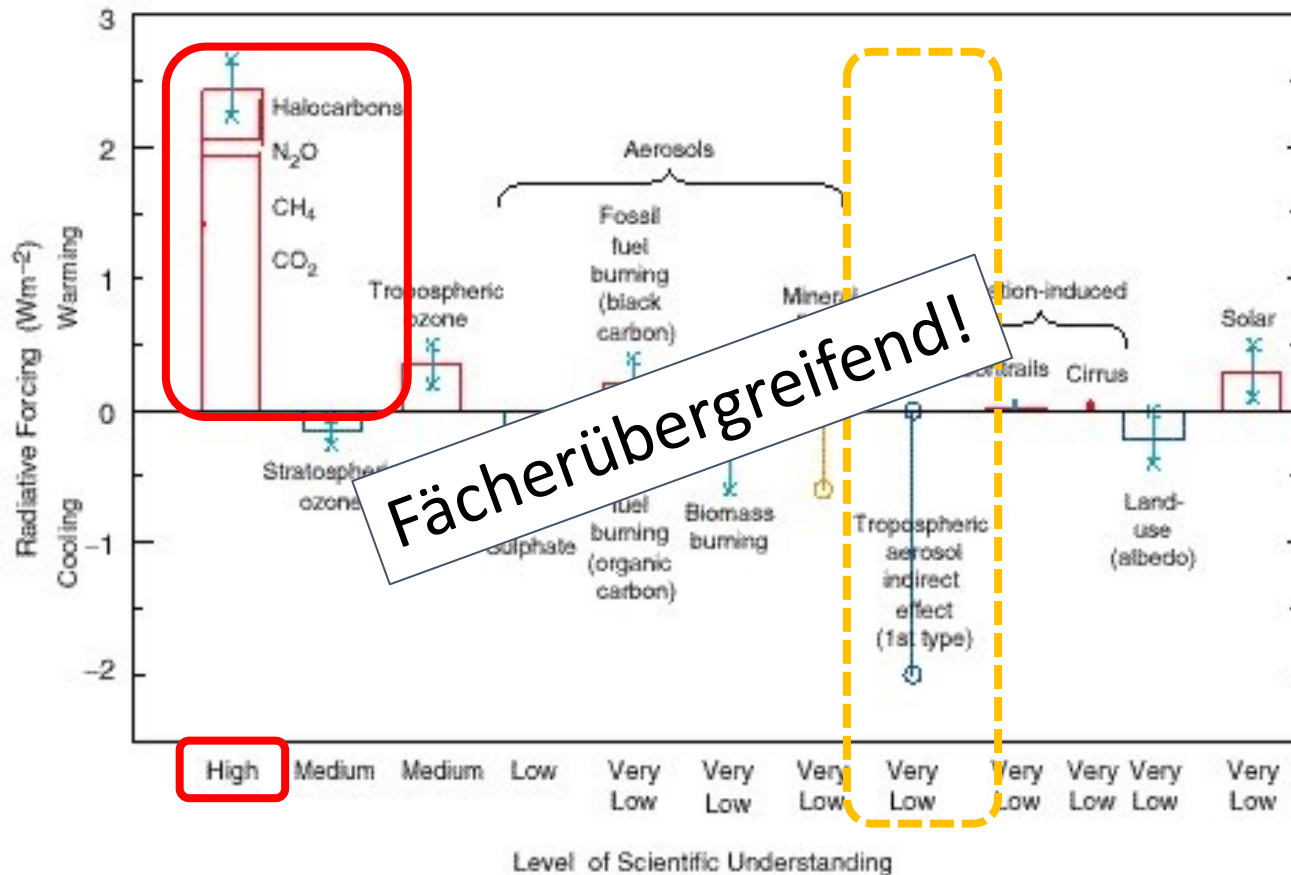 3
2
1
0
−1
−2
Radiative Forcing (Wm−2)
Cooling Warming
Halocarbons
N2O
CH4
CO2
Tropospheric
ozone
Stratospheric
ozone
Aerosols
Fossil
fuel
burning
(black
carbon)
Mineral
Sulphate
fuel
burning
(organic
carbon)
Biomass
burning
Tropospheric
aerosol
indirect
effect
(1st type)
Contrails
Cirrus
Land-
use
(albedo)
Solar
Fächerübergreifend!
High Medium Medium Low Very Very Very Very Very Very Very Very
Low Low Low Low Low Low Low Low
Level of Scientific Understanding